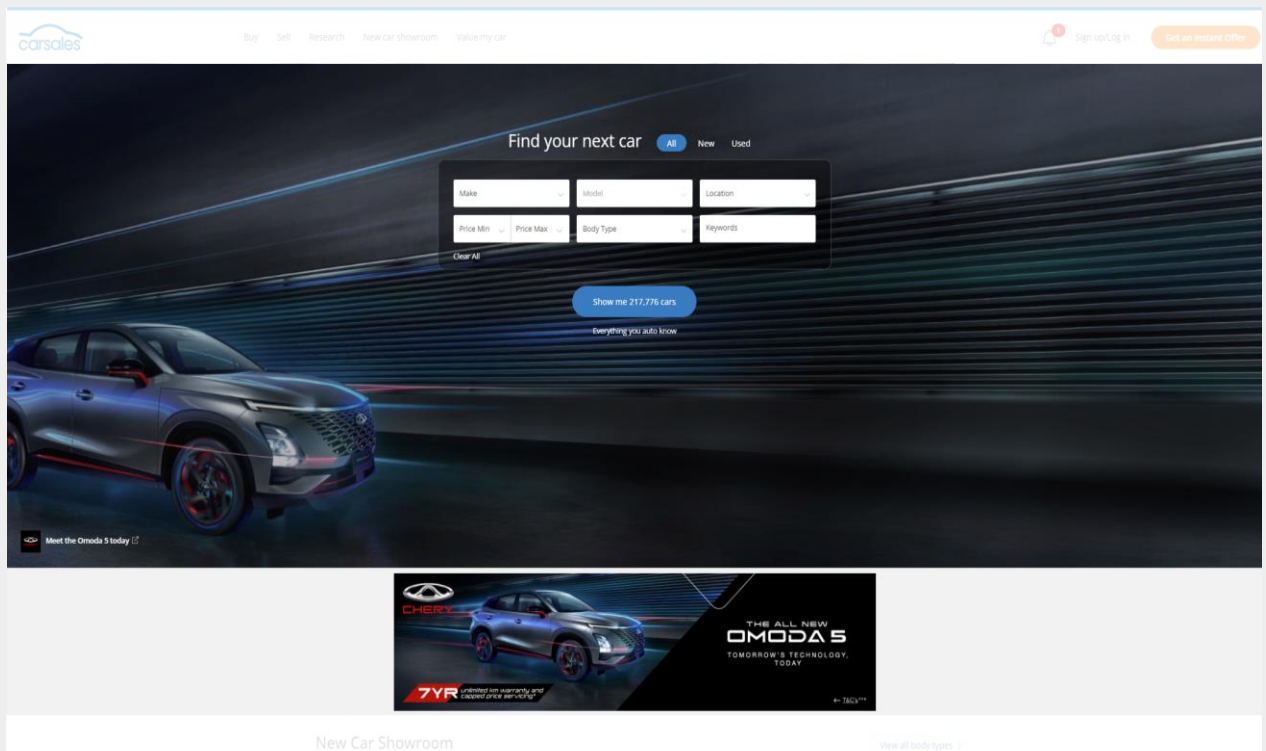 carsales
Buy Sell Research New car showroom Value my car
1 Sign up/Log in Get an Instant Offer
Find your next car All New Used
Make Model Location
Price Min Price Max Body Type Keywords
Clear All
Show me 217,776 cars
Everything you auto know
Meet the Omoda 5 today
CHERY
THE ALL NEW
OMODA 5
TOMORROW'S TECHNOLOGY,
TODAY
7YR unlimited km warranty and
capped price servicing*
T&C's***
New Car Showroom
View all body types